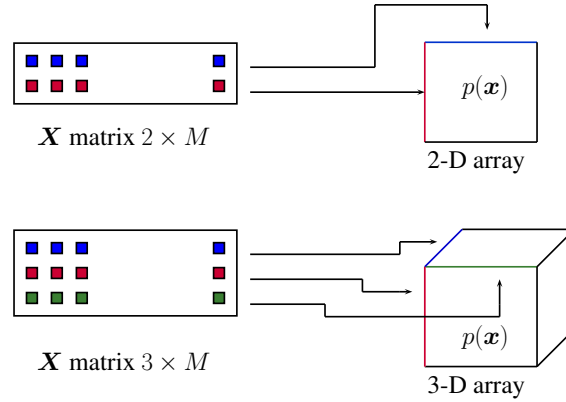 p(x)
X matrix 2 × M
2-D array
p(x)
X matrix 3 × M
3-D array